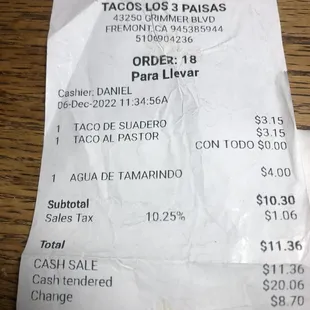 TACOS LOS 3 PAISAS
43250 GRIMMER BLVD
FREMONT,CA 945385944
5106904236
ORDER: 18
Para Llevar
Cashier: DANIEL
06-Dec-2022 11:34:56A
1 TACO DE SUADERO $3.15
1 TACO AL PASTOR $3.15
CON TODO $0.00
1 AGUA DE TAMARINDO $4.00
Subtotal $10.30
Sales Tax 10.25% $1.06
Total $11.36
CASH SALE $11.36
Cash tendered $20.06
Change $8.70